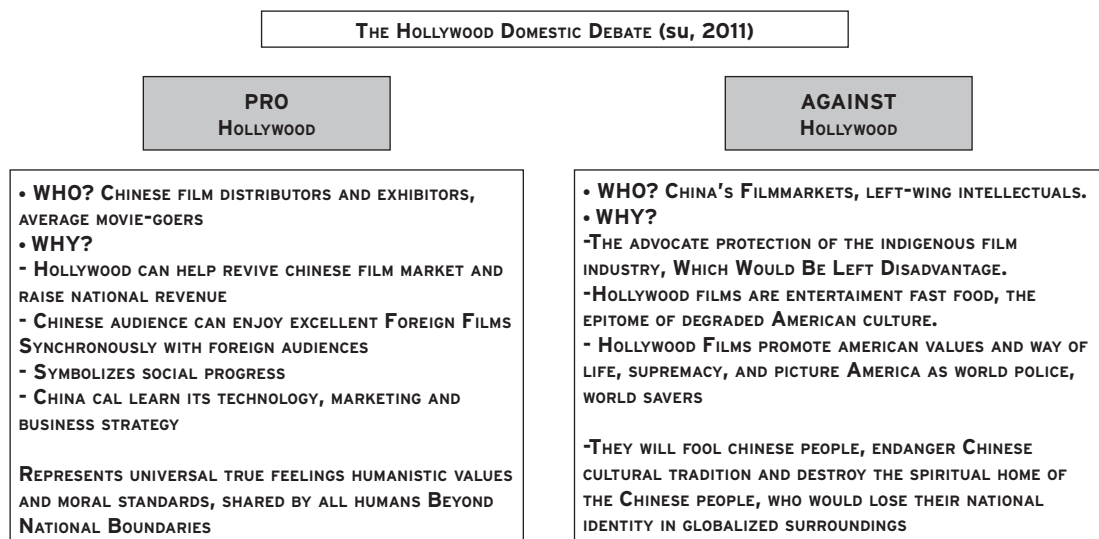 The Hollywood Domestic Debate (su, 2011)
PRO
Hollywood
• WHO? Chinese film distributors and exhibitors,
average movie-goers
• WHY?
- Hollywood can help revive chinese film market and
raise national revenue
- Chinese audience can enjoy excellent Foreign Films
Synchronously with foreign audiences
- Symbolizes social progress
- China cal learn its technology, marketing and
business strategy
Represents universal true feelings humanistic values
and moral standards, shared by all humans Beyond
National Boundaries
AGAINST
Hollywood
• WHO? China's Filmmarkets, left-wing intellectuals.
• WHY?
-The advocate protection of the indigenous film
industry, Which Would Be Left Disadvantage.
-Hollywood films are entertaiment fast food, the
epitome of degraded American culture.
- Hollywood Films promote american values and way of
life, supremacy, and picture America as world police,
world savers
-They will fool chinese people, endanger Chinese
cultural tradition and destroy the spiritual home of
the Chinese people, who would lose their national
identity in globalized surroundings